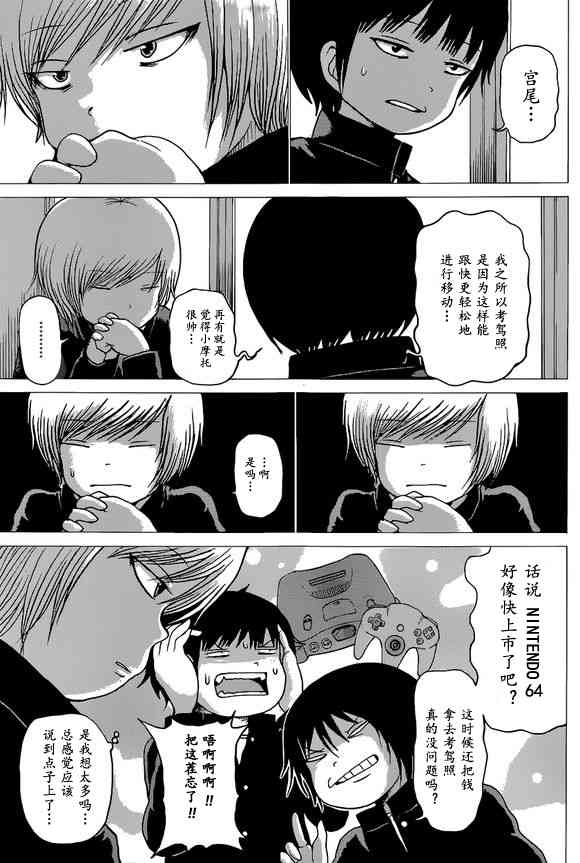 宫尾…
我之所以考驾照
是因为这样能
跟快更轻松地
进行移动…
再有就是
觉得小摩托
很帅…
………
…啊
是吗…
话说 NINTENDO 64
好像快上市了吧？
这时候还把钱
拿去考驾照
真的没问题吗？
唔啊啊啊!!
把这茬忘了!!
是我想太多吗…
总感觉应该
说到点子上了…